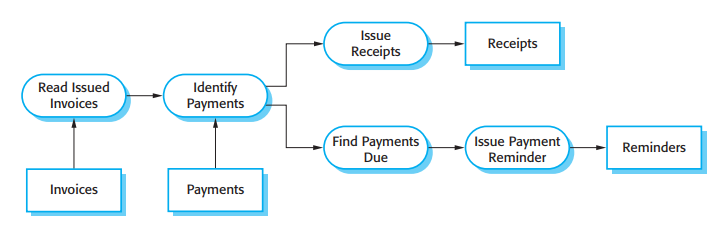 Issue
Receipts
Receipts
Read Issued
Invoices
Identify
Payments
Find Payments
Due
Issue Payment
Reminder
Reminders
Invoices
Payments